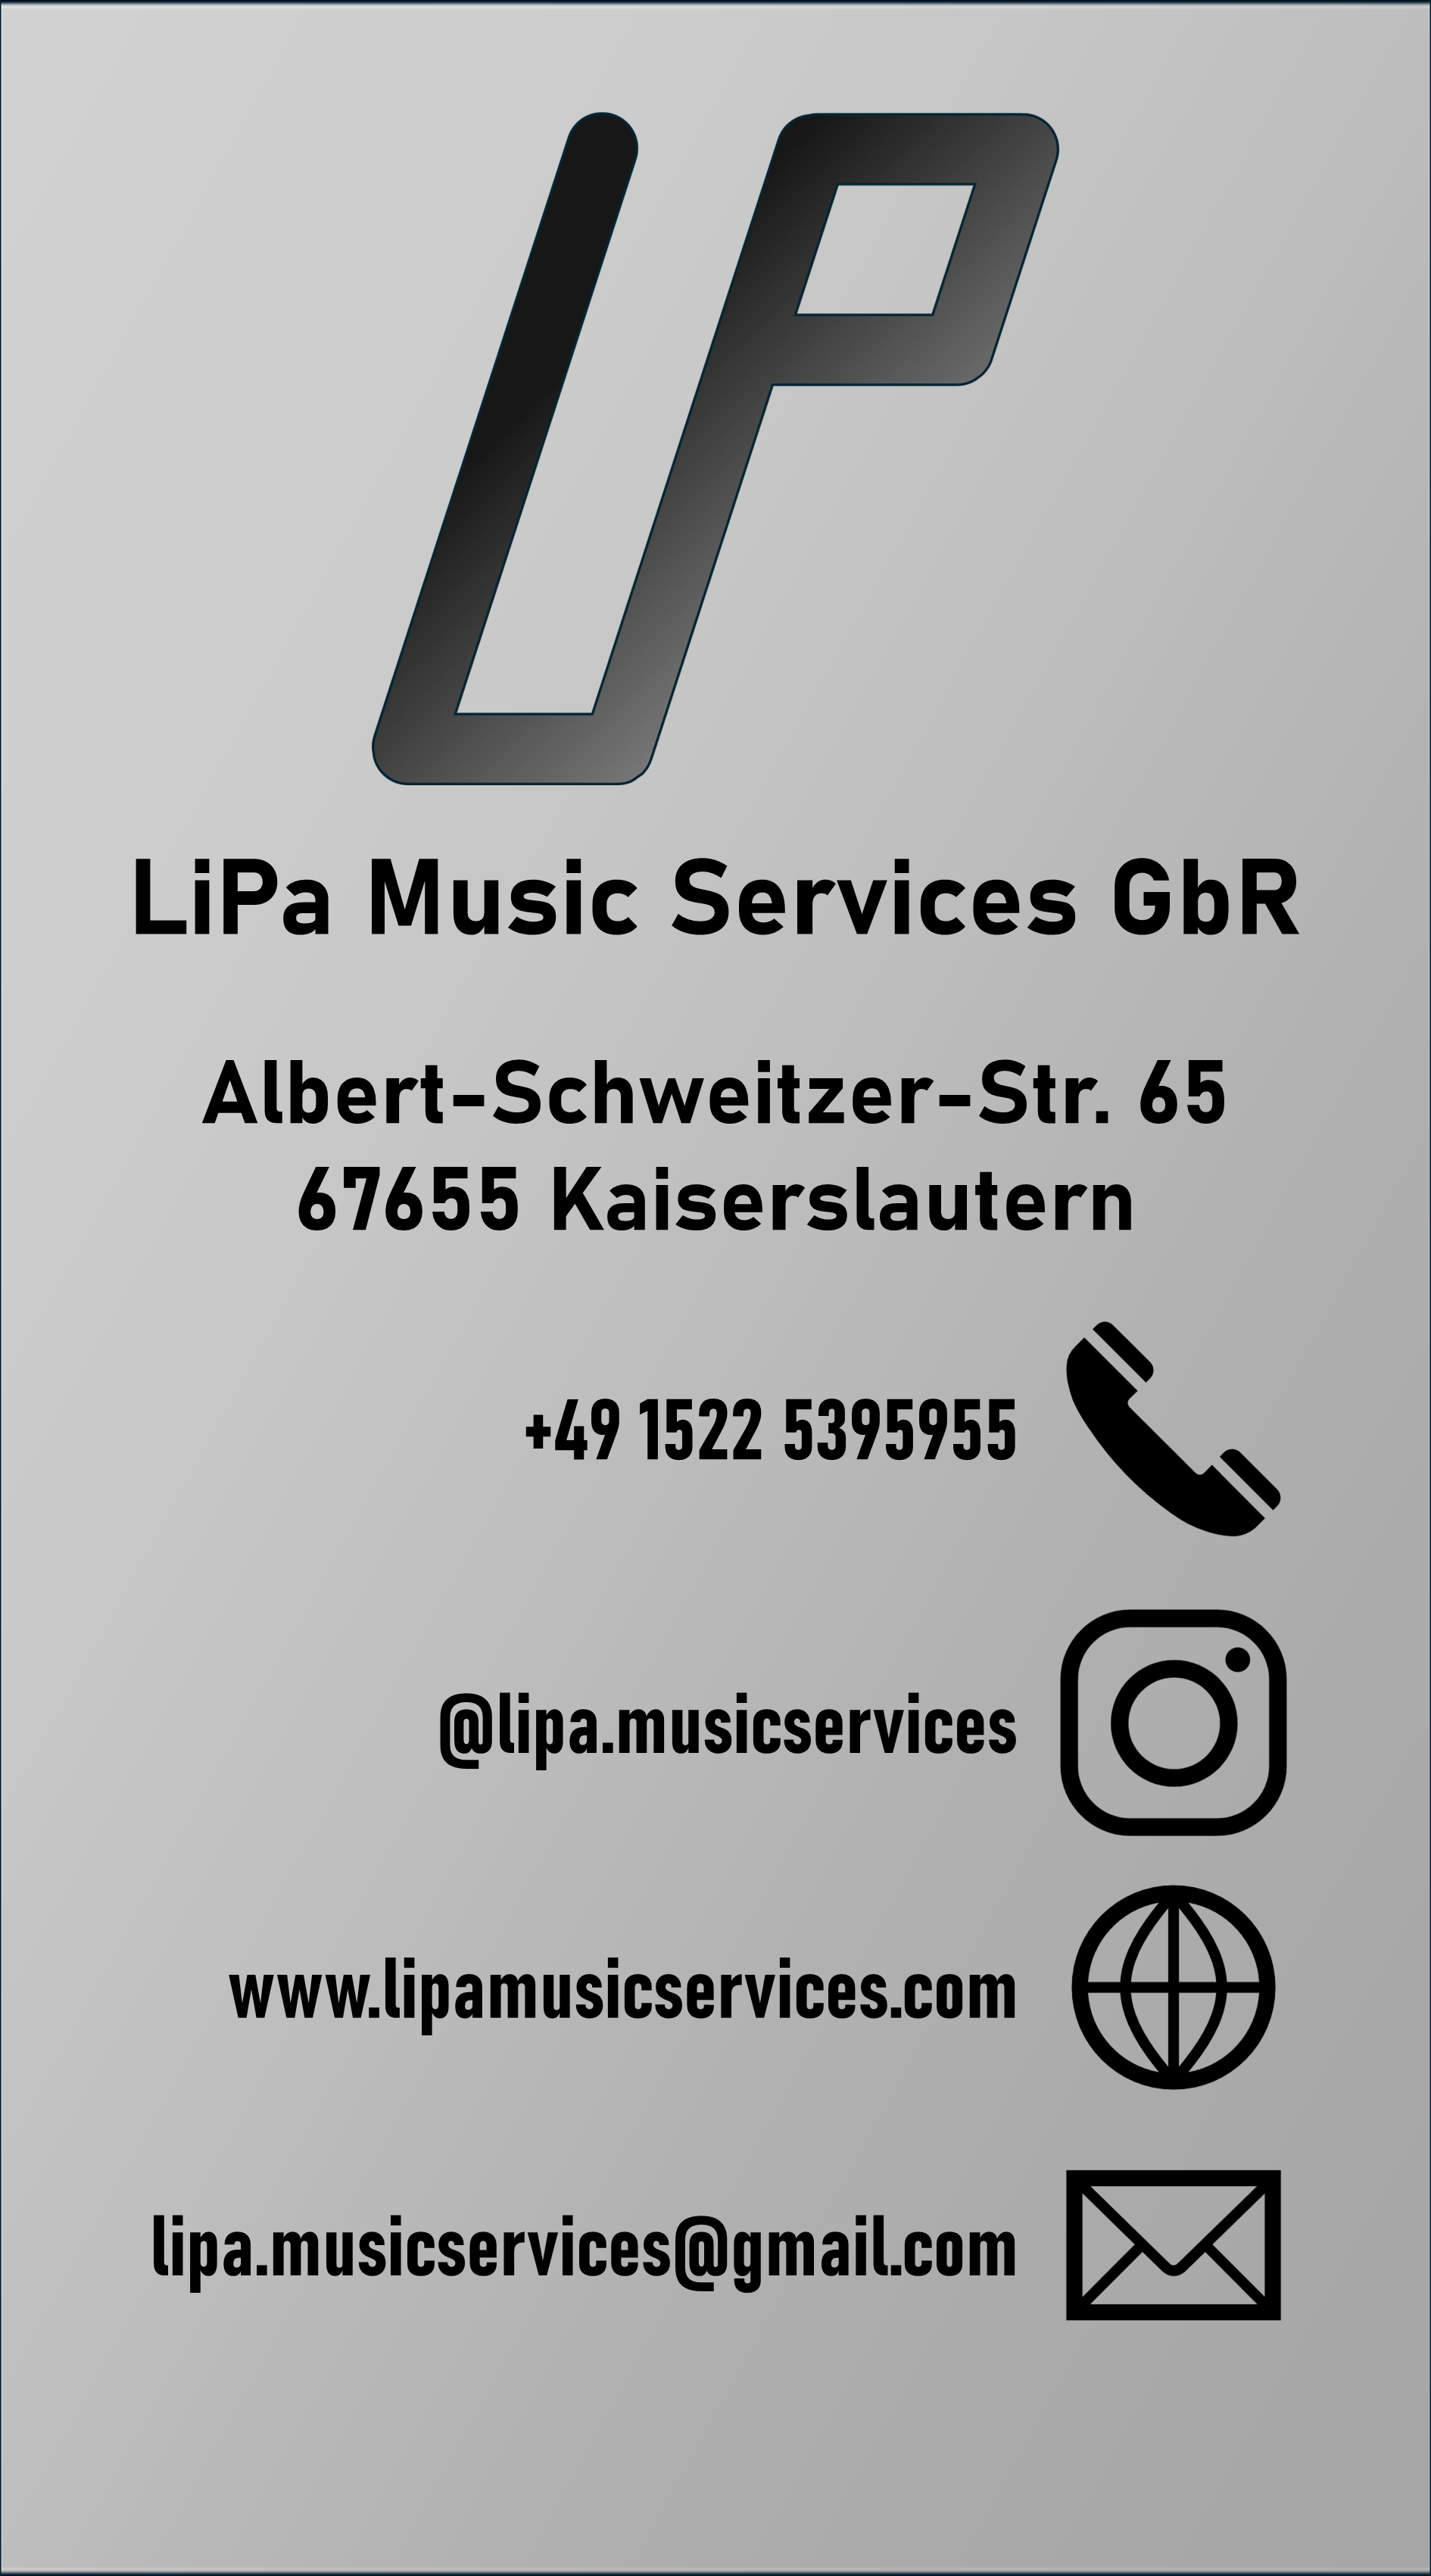 LP
LiPa Music Services GbR
Albert-Schweitzer-Str. 65
67655 Kaiserslautern
+49 1522 5395955
@lipa.musicservices
www.lipamusicservices.com
lipa.musicservices@gmail.com